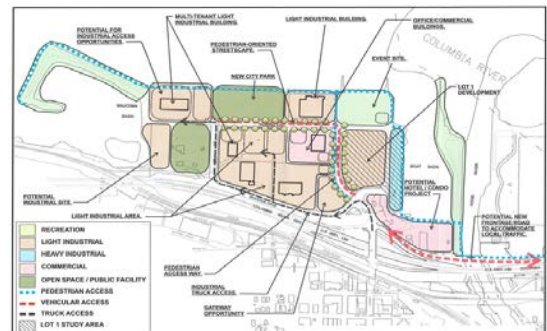 POTENTIAL FOR
INDUSTRIAL ACCESS
OPPORTUNITIES.
MULTI-TENANT LIGHT
INDUSTRIAL BUILDING.
LIGHT INDUSTRIAL BUILDING.
OFFICE/COMMERCIAL
BUILDINGS.
PEDESTRIAN-ORIENTED
STREETSCAPE.
EVENT SITE.
COLUMBIA RIVER
NEW CITY PARK
LOT 1
DEVELOPMENT
BASIN
BOAT
BASIN
POTENTIAL
INDUSTRIAL SITE.
POTENTIAL
HOTEL / CONDO
PROJECT
LIGHT INDUSTRIAL AREA.
POTENTIAL NEW
FRONTAGE ROAD
TO ACCOMMODATE
LOCAL TRAFFIC.
RECREATION
LIGHT INDUSTRIAL
HEAVY INDUSTRIAL
COMMERCIAL
OPEN SPACE / PUBLIC FACILITY
PEDESTRIAN ACCESS
VEHICULAR ACCESS
TRUCK ACCESS
LOT 1 STUDY AREA
PEDESTRIAN
ACCESS WAY.
INDUSTRIAL
TRUCK ACCESS.
GATEWAY
OPPORTUNITY